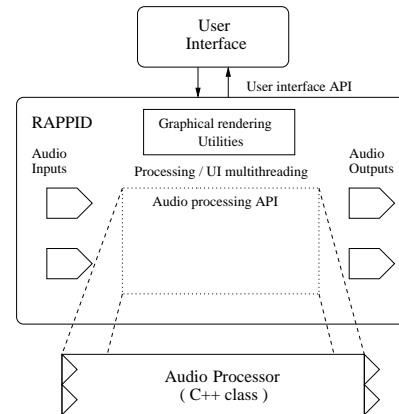 User
Interface
User interface API
RAPPID
Graphical rendering
Utilities
Audio
Inputs
Audio
Outputs
Processing / UI multithreading
Audio processing API
Audio Processor
( C++ class )